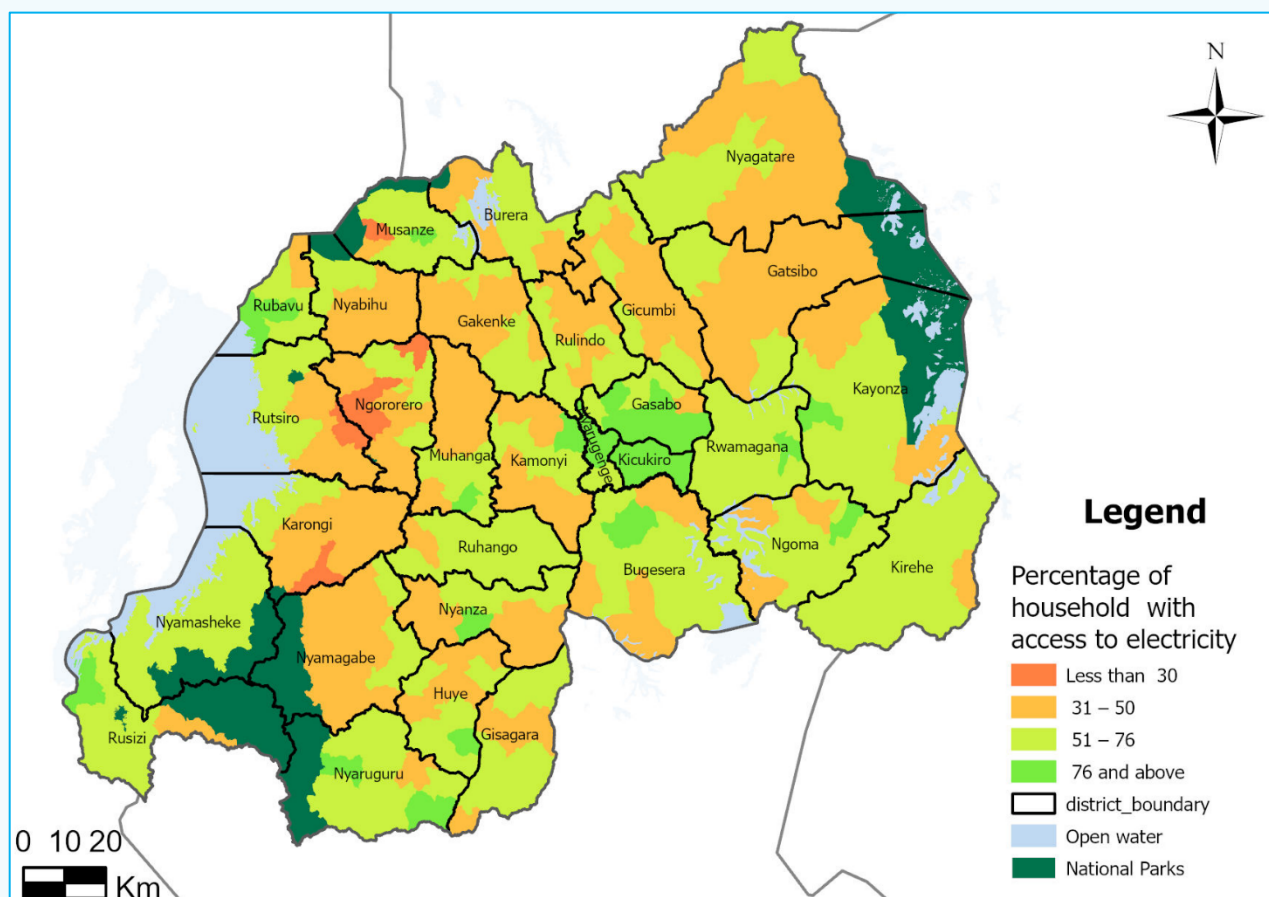 N
Nyagatare
Burera
Musanze
Gatsibo
Rubavu
Nyabihu
Gakenke
Gicumbi
Rulindo
Kayonza
Gasabo
Ngororero
Rutsiro
Nyarugenge
Rwamagana
Muhanga
Kamonyi
Kicukiro
Karongi
Ruhango
Ngoma
Bugesera
Kirehe
Nyanza
Nyamasheke
Nyamagabe
Huye
Gisagara
Rusizi
Nyaruguru
Legend
Percentage of
household with
access to electricity
Less than 30
31 – 50
51 – 76
76 and above
district_boundary
Open water
National Parks
0 10 20
Km